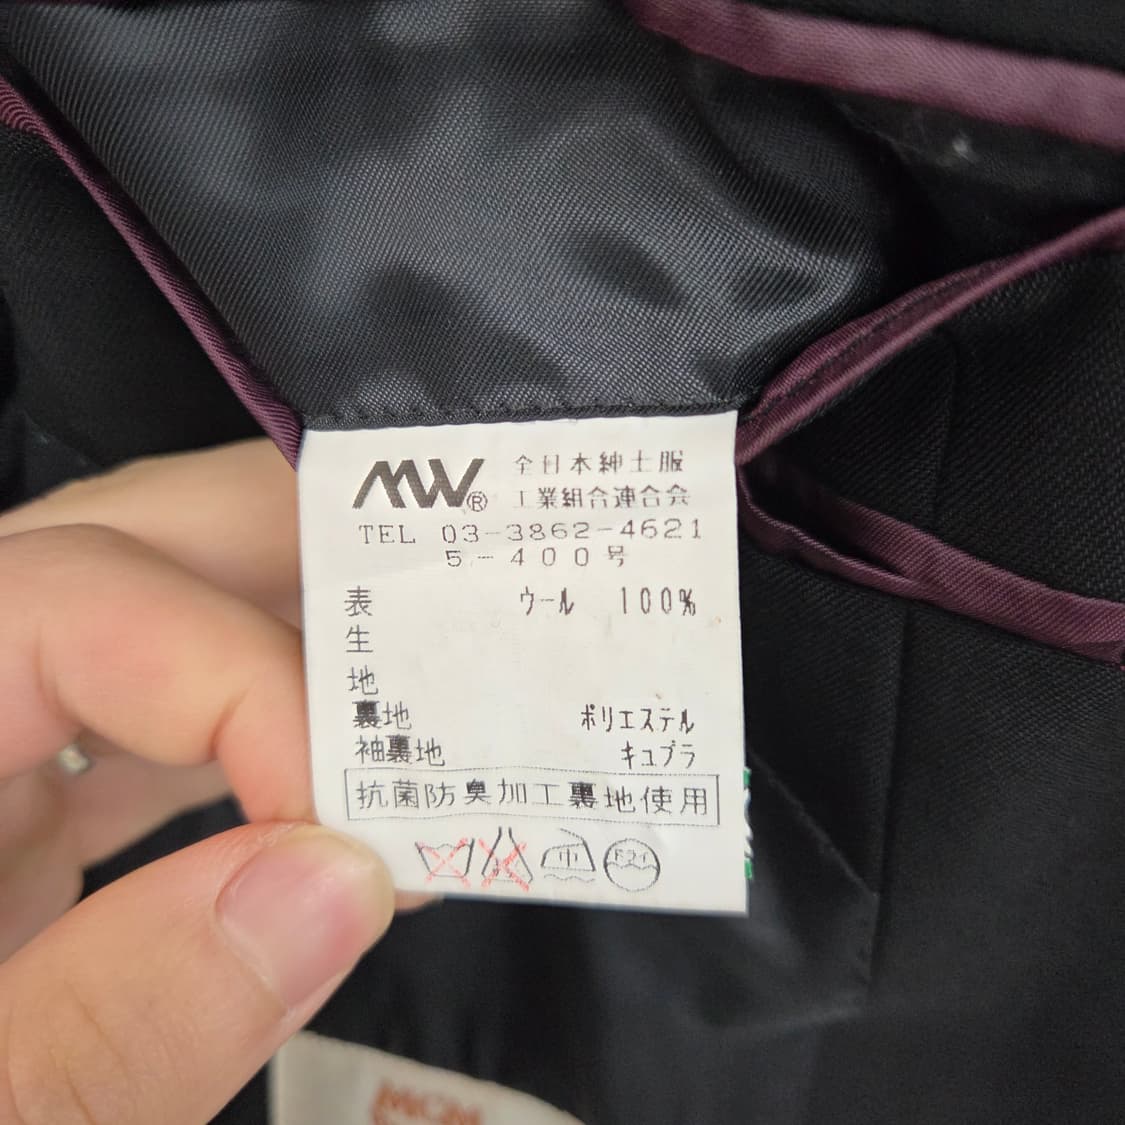 MW®
全日本紳士服
工業組合連合会
TEL 03-3862-4621
5-400号
表生地 ウール 100%
裏地 ポリエステル
袖裏地 キュプラ
抗菌防臭加工裏地使用
中